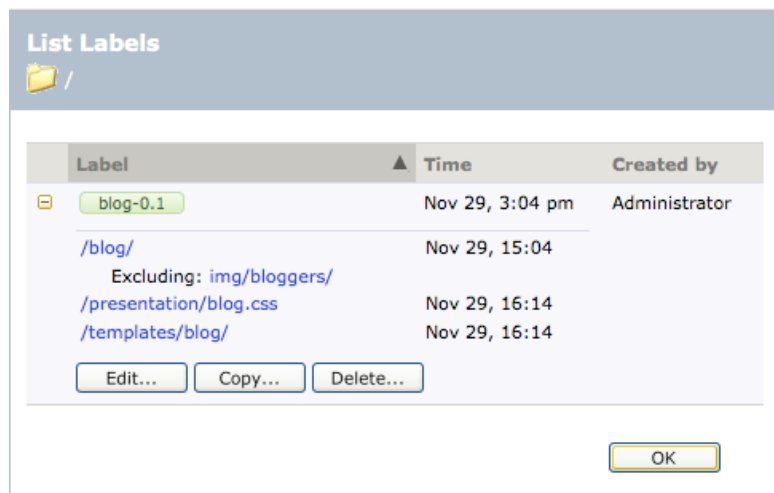 List Labels
/
Label Time Created by
blog-0.1 Nov 29, 3:04 pm Administrator
/blog/ Nov 29, 15:04
Excluding: img/bloggers/
/presentation/blog.css Nov 29, 16:14
/templates/blog/ Nov 29, 16:14
Edit... Copy... Delete...
OK